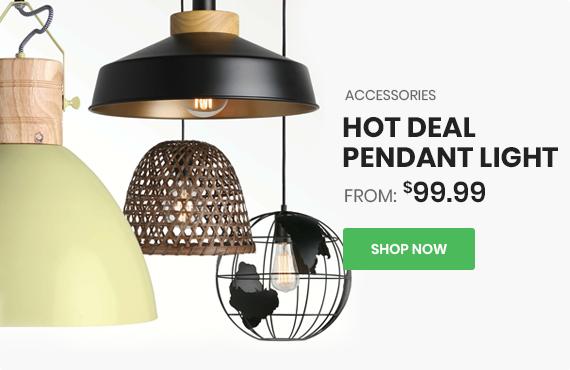 ACCESSORIES
HOT DEAL
PENDANT LIGHT
FROM: $99.99
SHOP NOW